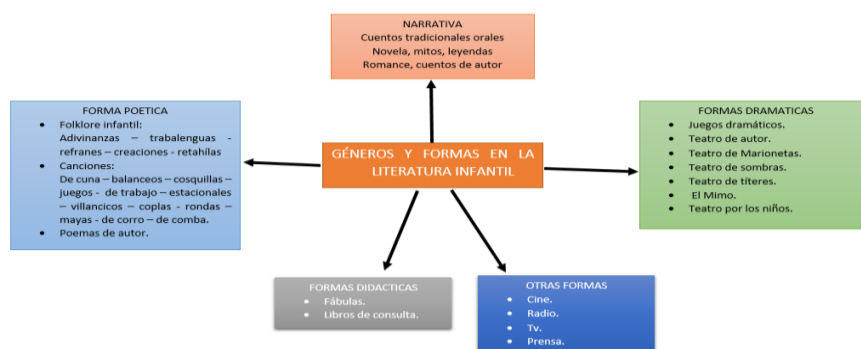 NARRATIVA
Cuentos tradicionales orales
Novela, mitos, leyendas
Romance, cuentos de autor
FORMA POETICA
• Folklore infantil:
Adivinanzas – trabalenguas -
refranes – creaciones - retahílas
• Canciones:
De cuna – balanceos – cosquillas –
juegos - de trabajo – estacionales
– villancicos – coplas - rondas –
mayas - de corro – de comba.
• Poemas de autor.
GÉNEROS Y FORMAS EN LA
LITERATURA INFANTIL
FORMAS DRAMATICAS
• Juegos dramáticos.
• Teatro de autor.
• Teatro de Marionetas.
• Teatro de sombras.
• Teatro de títeres.
• El Mimo.
• Teatro por los niños.
FORMAS DIDACTICAS
• Fábulas.
• Libros de consulta.
OTRAS FORMAS
• Cine.
• Radio.
• Tv.
• Prensa.